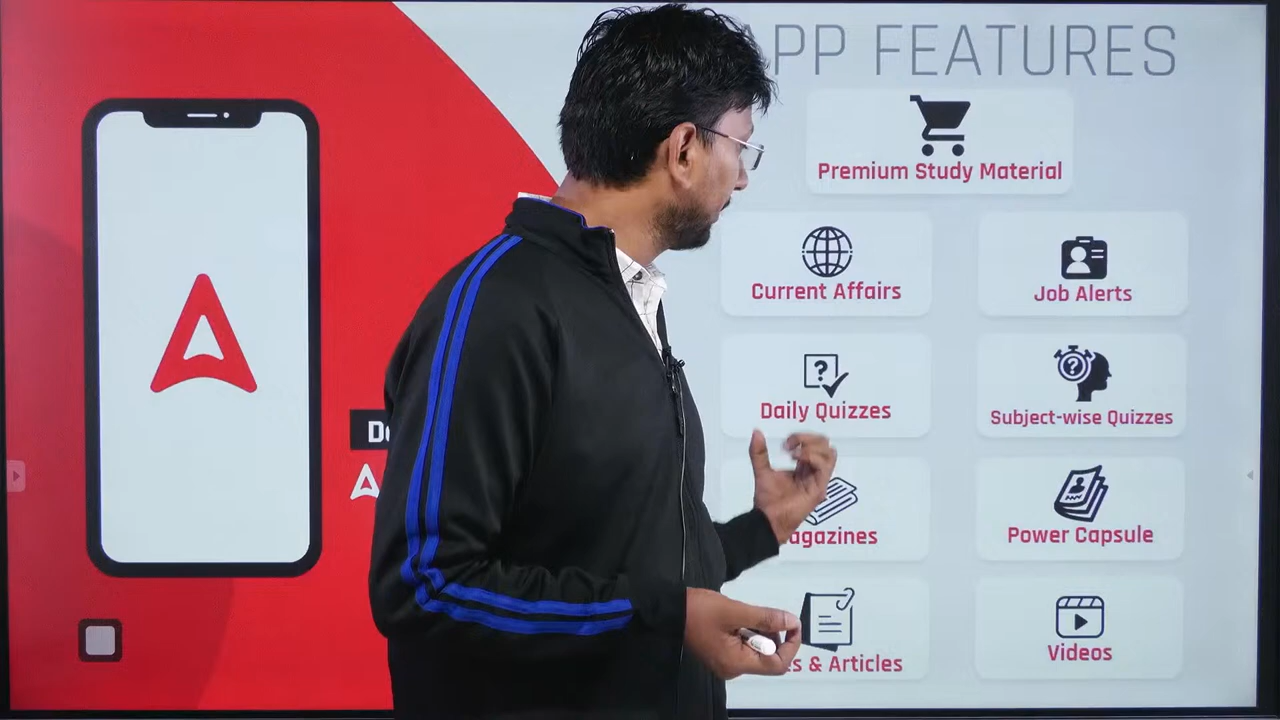 APP FEATURES
Premium Study Material
Current Affairs
Job Alerts
Daily Quizzes
Subject-wise Quizzes
agazines
Power Capsule
s & Articles
Videos